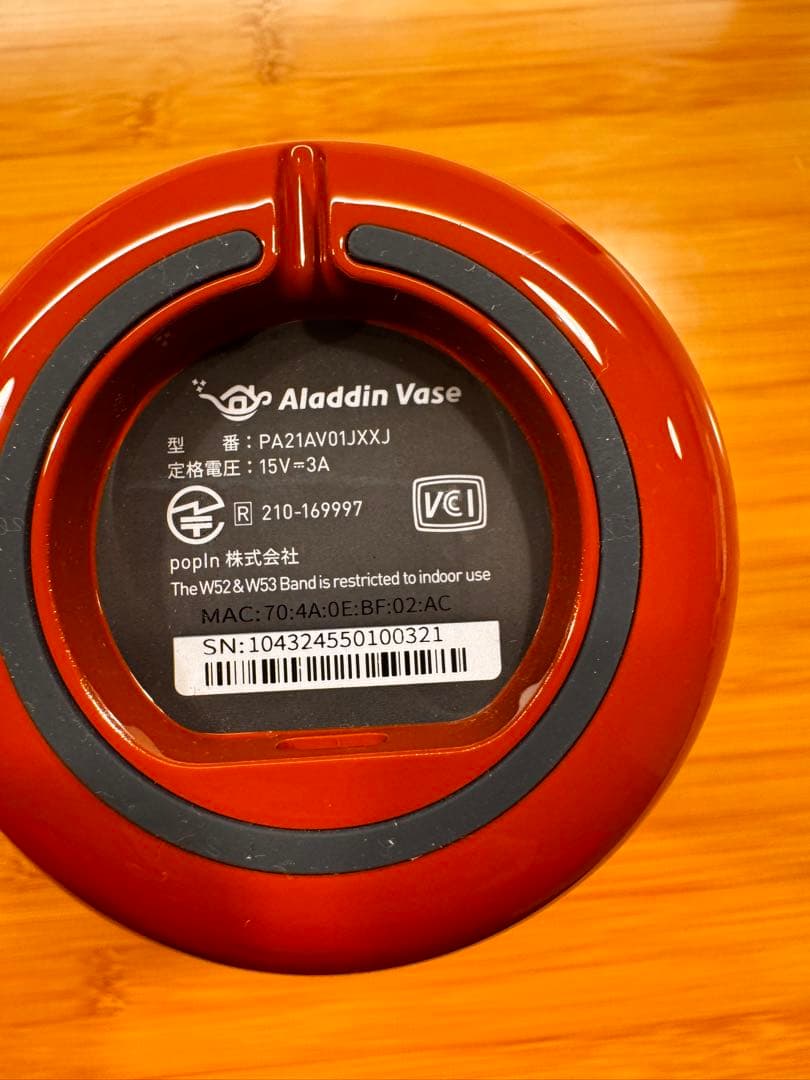 Aladdin Vase
型 番：PA21AV01JXXJ
定格電圧：15V⎓3A
R 210-169997
VCCI
popIn 株式会社
The W52 & W53 Band is restricted to indoor use
MAC:70:4A:0E:BF:02:AC
SN:104324550100321